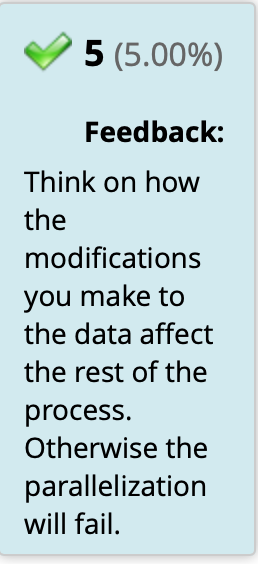 5 (5.00%)
Feedback:
Think on how
the
modifications
you make to
the data affect
the rest of the
process.
Otherwise the
parallelization
will fail.